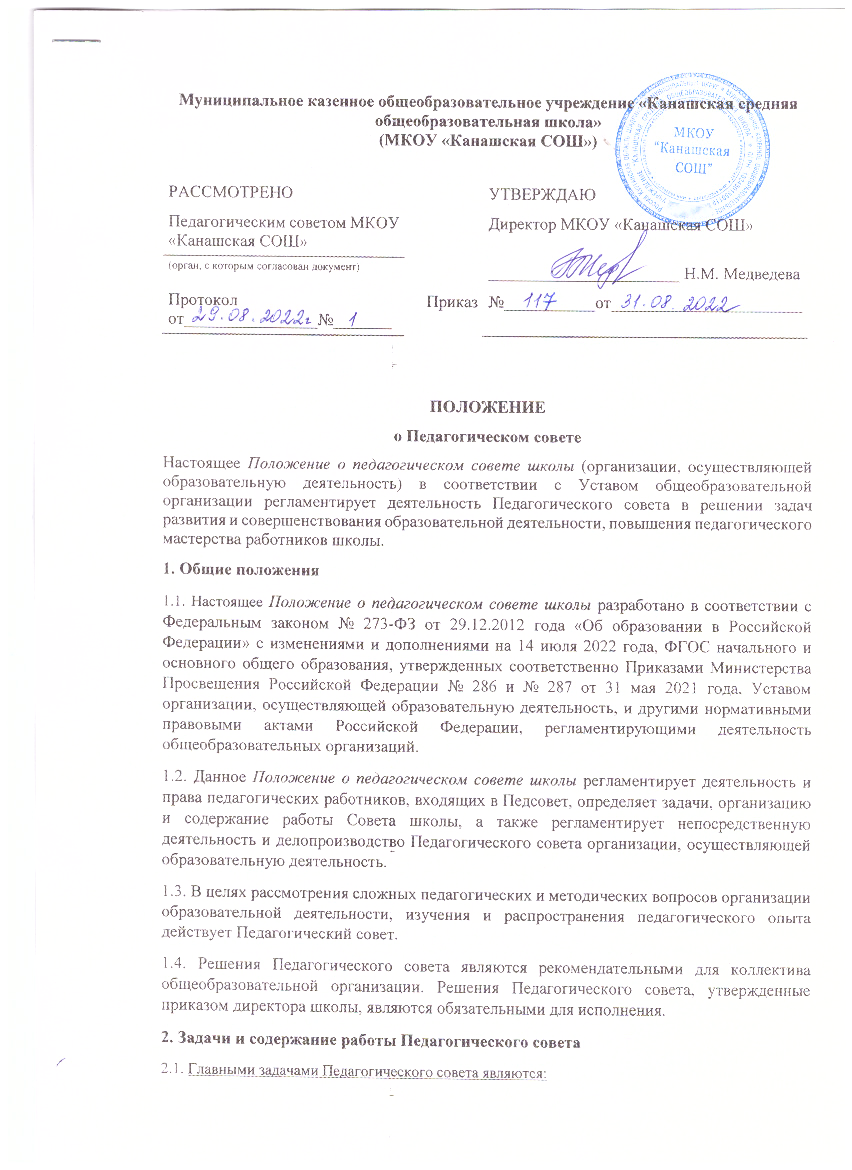 Муниципальное казенное общеобразовательное учреждение «Канашская средняя
общеобразовательная школа»
(МКОУ «Канашская СОШ»)
МКОУ
"Канашская
СОШ"
РАССМОТРЕНО
УТВЕРЖДАЮ
Педагогическим советом МКОУ
«Канашская СОШ»
Директор МКОУ «Канашская СОШ»
(орган, с которым согласован документ)
Н.М. Медведева
Протокол
от 29.08.2022г № 1
Приказ № 117 от 31.08.2022
ПОЛОЖЕНИЕ
о Педагогическом совете
Настоящее Положение о педагогическом совете школы (организации, осуществляющей
образовательную деятельность) в соответствии с Уставом общеобразовательной
организации регламентирует деятельность Педагогического совета в решении задач
развития и совершенствования образовательной деятельности, повышения педагогического
мастерства работников школы.
1. Общие положения
1.1. Настоящее Положение о педагогическом совете школы разработано в соответствии с
Федеральным законом № 273-ФЗ от 29.12.2012 года «Об образовании в Российской
Федерации» с изменениями и дополнениями на 14 июля 2022 года, ФГОС начального и
основного общего образования, утвержденных соответственно Приказами Министерства
Просвещения Российской Федерации № 286 и № 287 от 31 мая 2021 года, Уставом
организации, осуществляющей образовательную деятельность, и другими нормативными
правовыми актами Российской Федерации, регламентирующими деятельность
общеобразовательных организаций.
1.2. Данное Положение о педагогическом совете школы регламентирует деятельность и
права педагогических работников, входящих в Педсовет, определяет задачи, организацию
и содержание работы Совета школы, а также регламентирует непосредственную
деятельность и делопроизводство Педагогического совета организации, осуществляющей
образовательную деятельность.
1.3. В целях рассмотрения сложных педагогических и методических вопросов организации
образовательной деятельности, изучения и распространения педагогического опыта
действует Педагогический совет.
1.4. Решения Педагогического совета являются рекомендательными для коллектива
общеобразовательной организации. Решения Педагогического совета, утвержденные
приказом директора школы, являются обязательными для исполнения.
2. Задачи и содержание работы Педагогического совета
2.1. Главными задачами Педагогического совета являются: